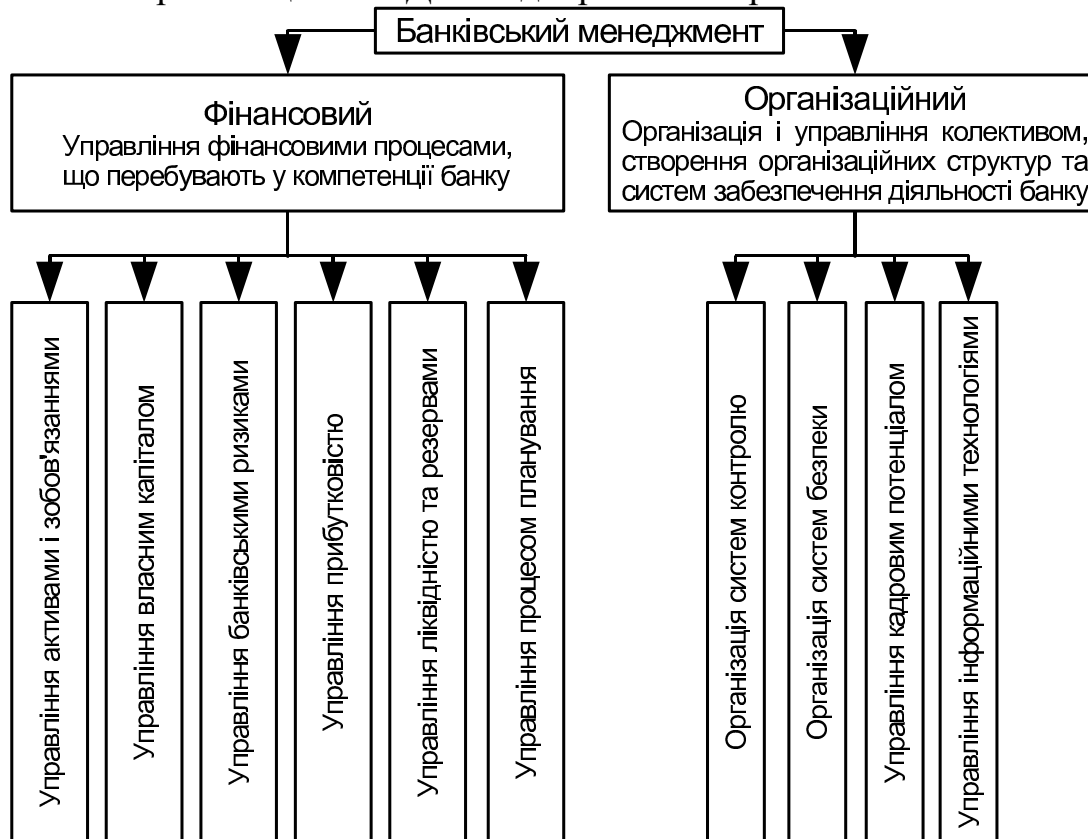 Банківський менеджмент
Фінансовий
Управління фінансовими процесами,
що перебувають у компетенції банку
Організаційний
Організація і управління колективом,
створення організаційних структур та
систем забезпечення діяльності банку
Управління активами і зобов'язаннями
Управління власним капіталом
Управління банківськими ризиками
Управління прибутковістю
Управління ліквідністю та резервами
Управління процесом планування
Організація систем контролю
Організація систем безпеки
Управління кадровим потенціалом
Управління інформаційними технологіями